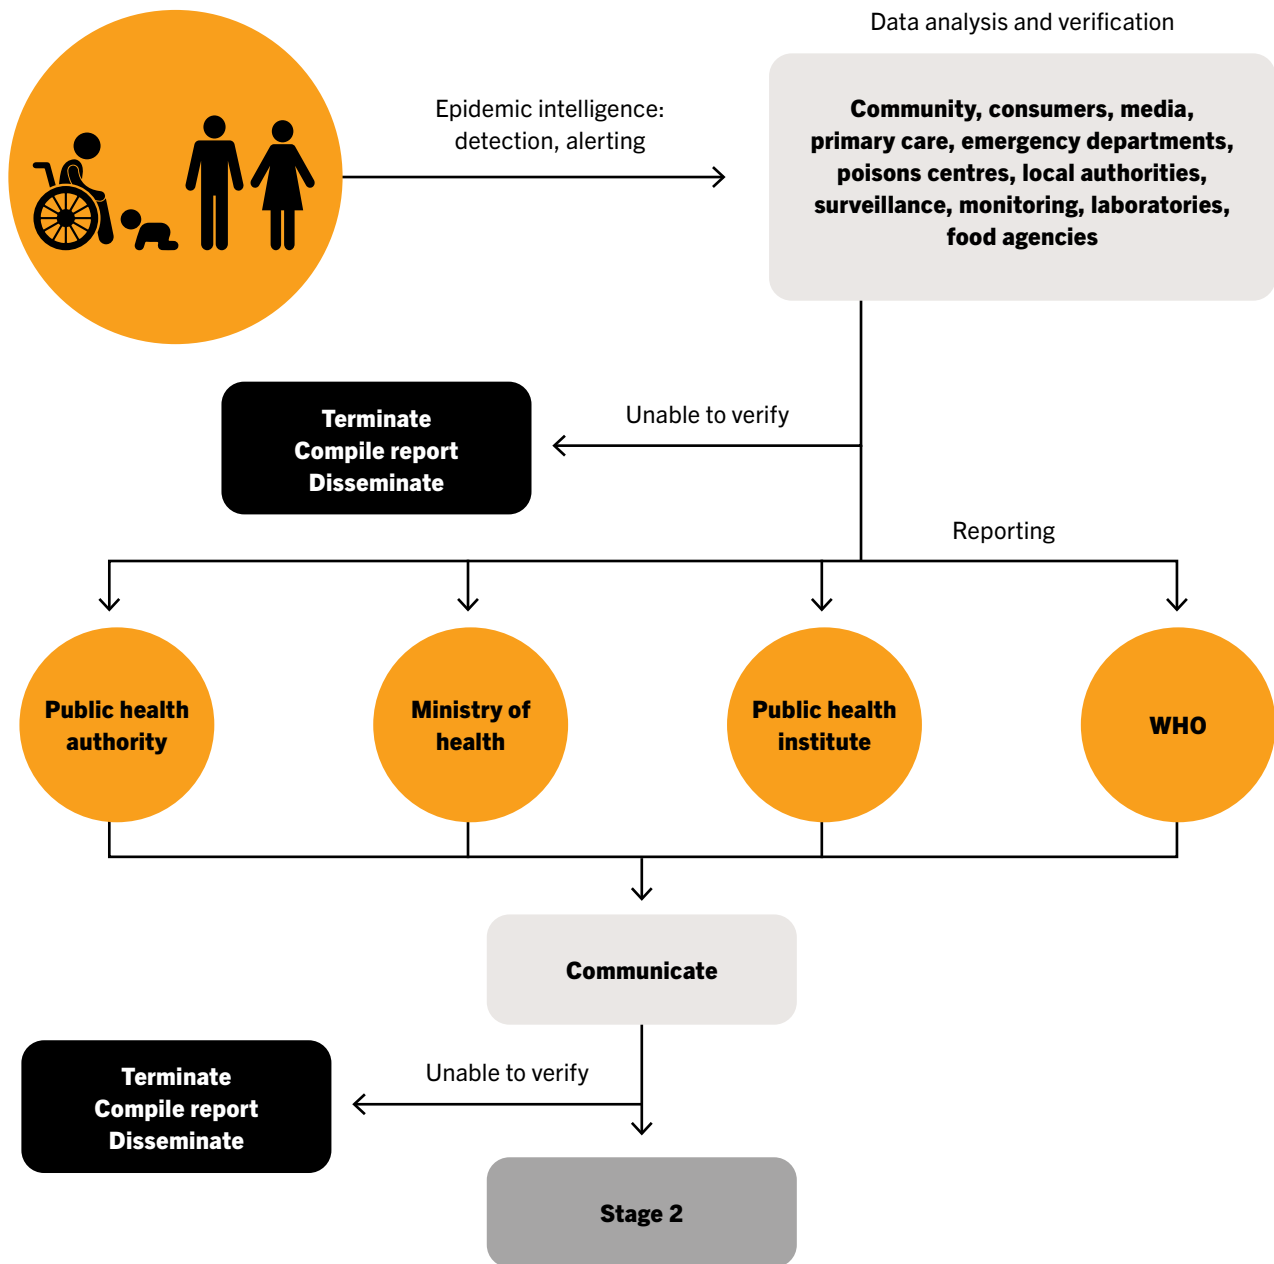 Data analysis and verification
Epidemic intelligence:
detection, alerting
Community, consumers, media,
primary care, emergency departments,
poisons centres, local authorities,
surveillance, monitoring, laboratories,
food agencies
Unable to verify
Terminate
Compile report
Disseminate
Reporting
Public health
authority
Ministry of
health
Public health
institute
WHO
Communicate
Unable to verify
Terminate
Compile report
Disseminate
Stage 2